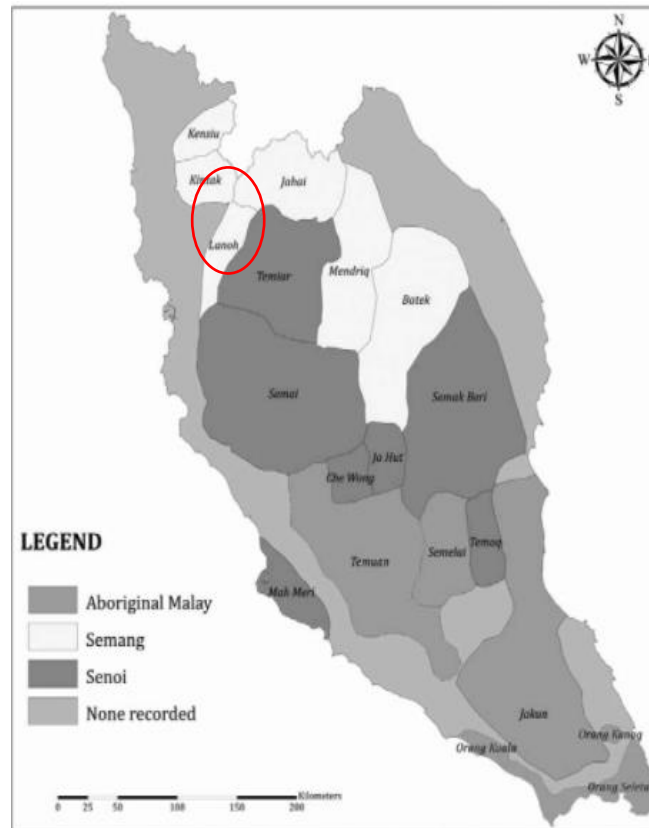 N
W
S
Kensiu
Kintak
Jahai
Lanoh
Temiar
Mendriq
Batek
Semai
Semak Beri
Ja Hut
Che Wong
Temuan
Semelai
Temoq
Mah Meri
Jakun
Orang Kanaq
Orang Kuala
Orang Seletar
LEGEND
Aboriginal Malay
Semang
Senoi
None recorded
Kilometers
0 25 50 100 150 200